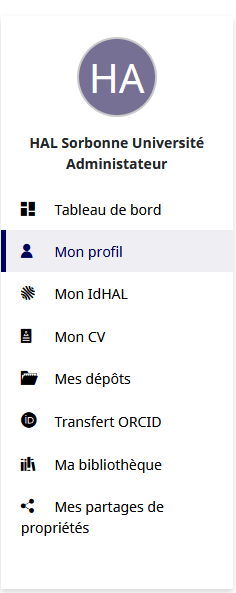 HA
HAL Sorbonne Université
Administateur
Tableau de bord
Mon profil
Mon IdHAL
Mon CV
Mes dépôts
iD Transfert ORCID
Ma bibliothèque
Mes partages de
propriétés